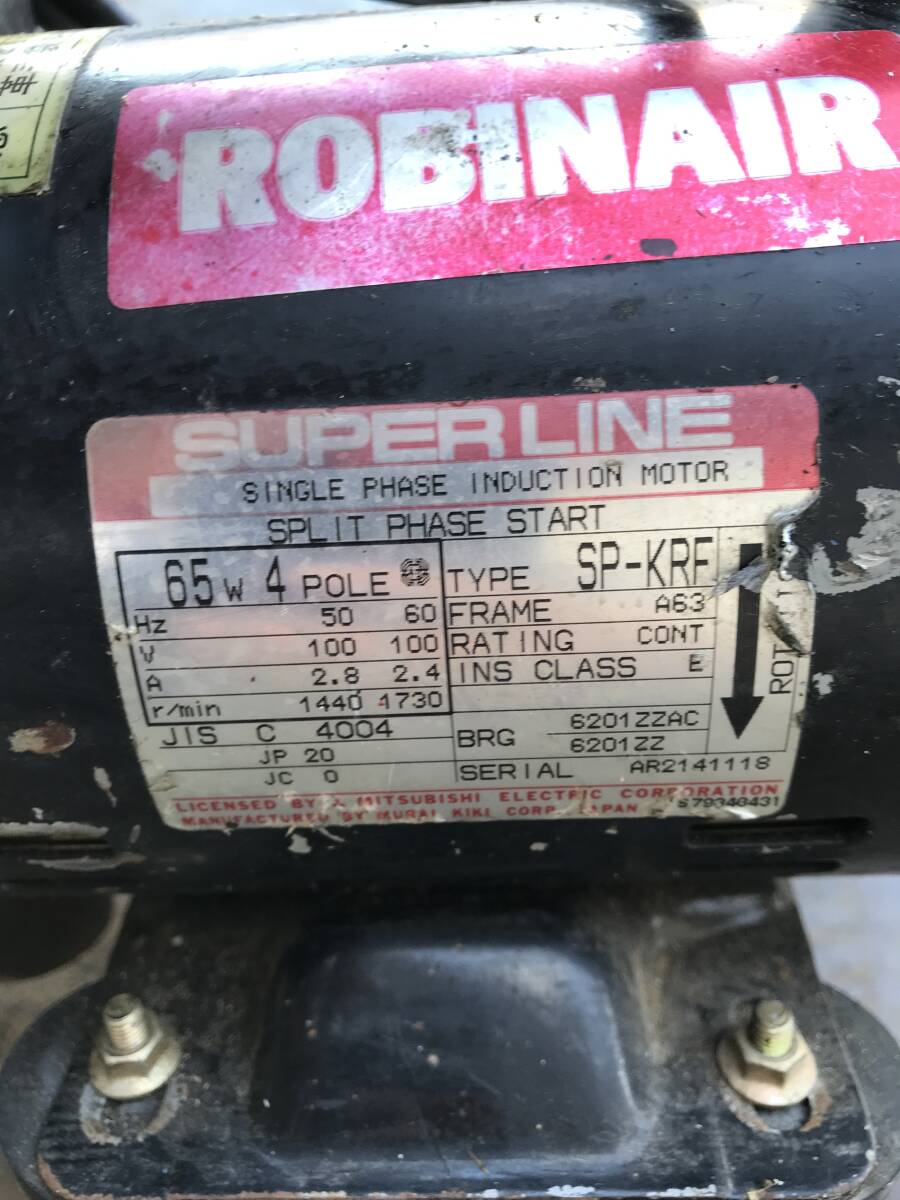 ROBINAIR
SUPER LINE
SINGLE PHASE INDUCTION MOTOR
SPLIT PHASE START
65 W 4 POLE
TYPE SP-KRF
Hz 50 60
FRAME A63
V 100 100
RATING CONT
A 2.8 2.4
INS CLASS E
r/min 1440 1730
JIS C 4004
BRG 6201ZZAC
6201ZZ
JP 20
JC 0
SERIAL AR2141118
LICENSED BY MITSUBISHI ELECTRIC CORPORATION
MANUFACTURED BY MURAI KIKI CORP. JAPAN S79340431